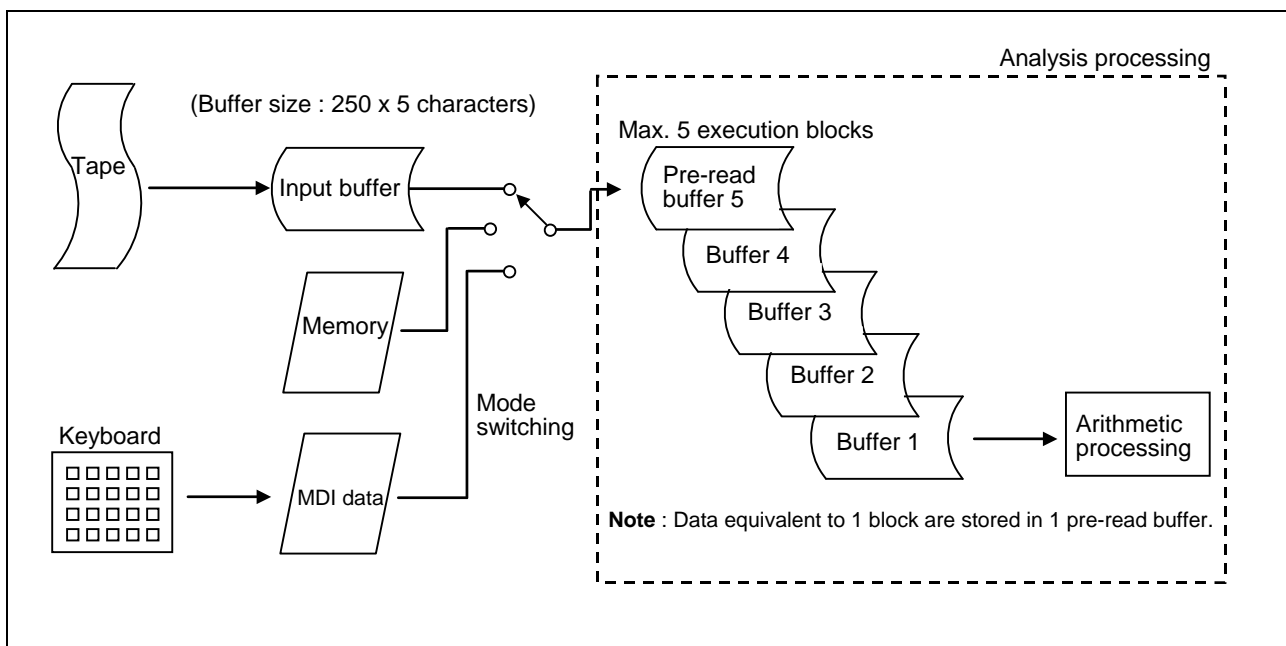 Analysis processing
(Buffer size : 250 x 5 characters)
Tape
Input buffer
Max. 5 execution blocks
Pre-read
buffer 5
Buffer 4
Buffer 3
Memory
Buffer 2
Mode
switching
Keyboard
MDI data
Buffer 1
Arithmetic
processing
Note : Data equivalent to 1 block are stored in 1 pre-read buffer.